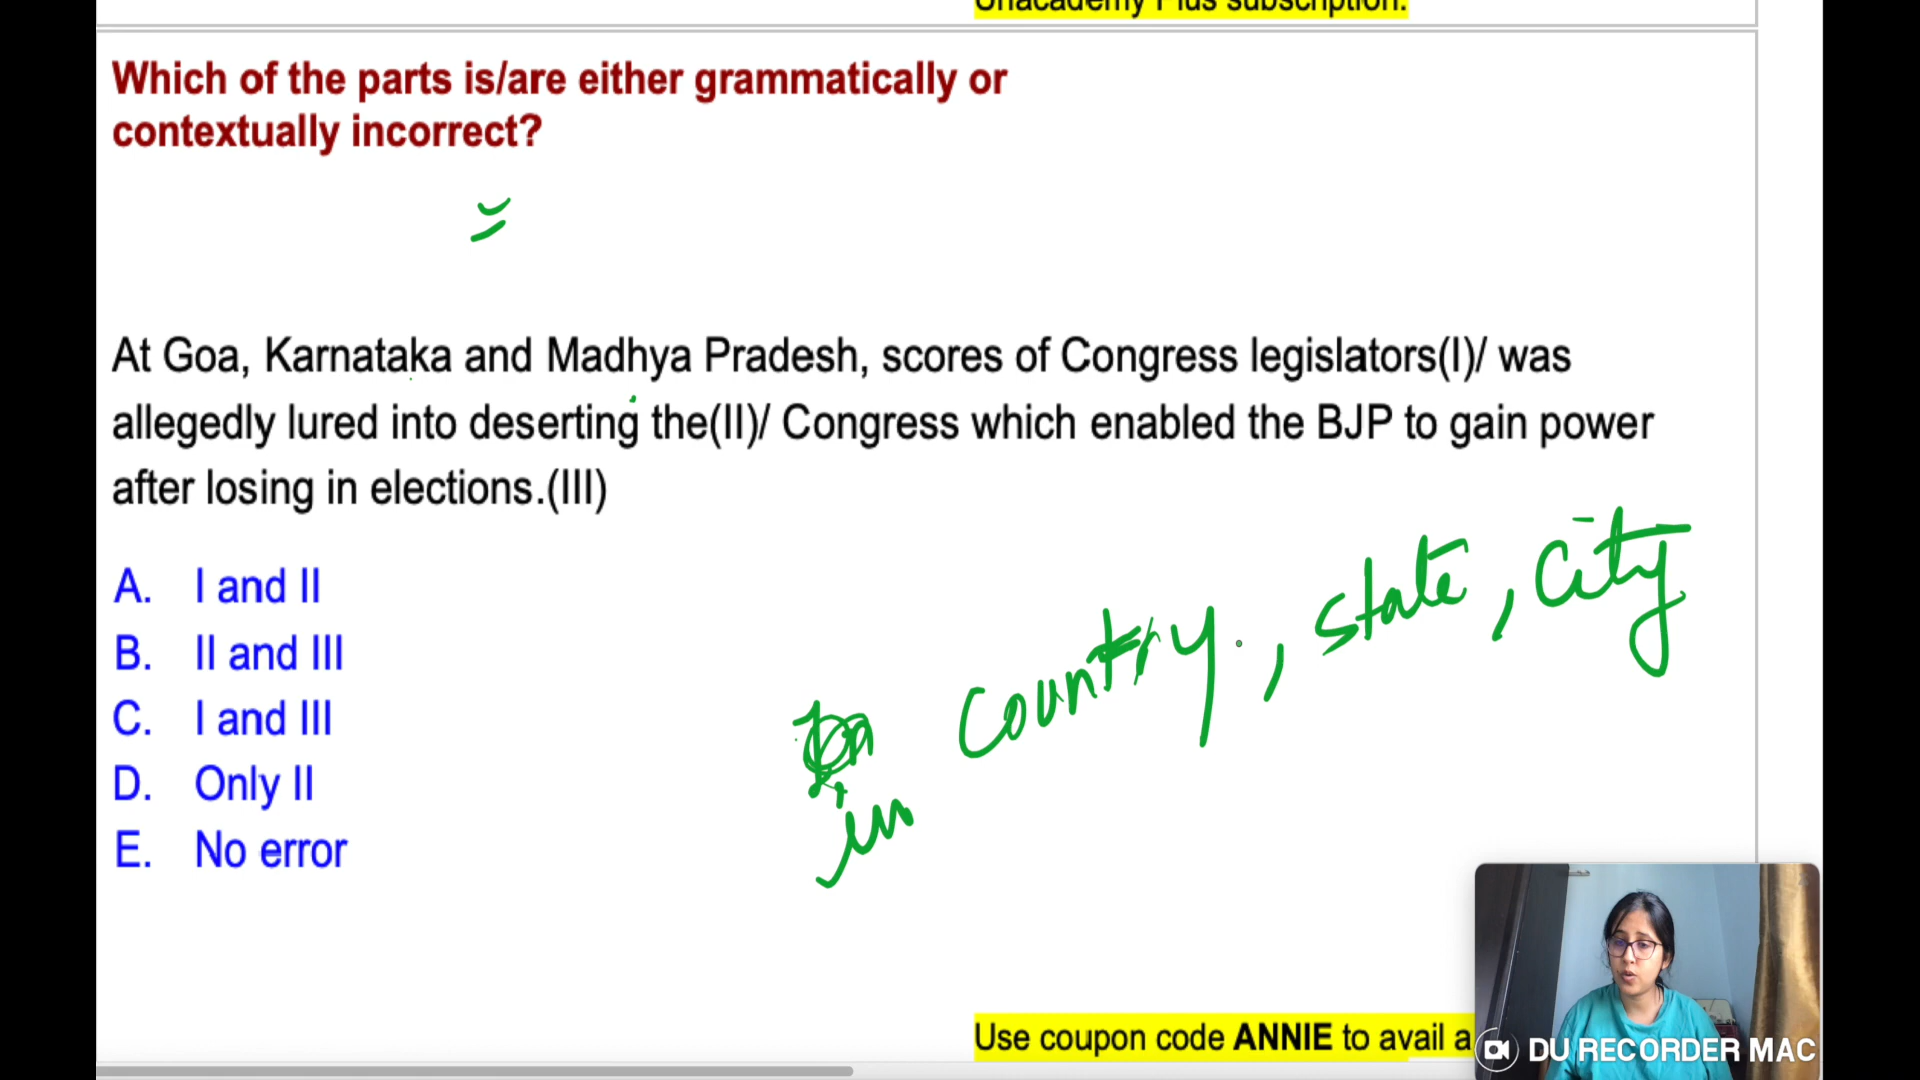 Unacademy Plus subscription.
Which of the parts is/are either grammatically or
contextually incorrect?
At Goa, Karnataka and Madhya Pradesh, scores of Congress legislators(I)/ was
allegedly lured into deserting the(II)/ Congress which enabled the BJP to gain power
after losing in elections.(III)
A. I and II
B. II and III
C. I and III
D. Only II
E. No error
in country, state, city
Use coupon code ANNIE to avail a
DU RECORDER MAC